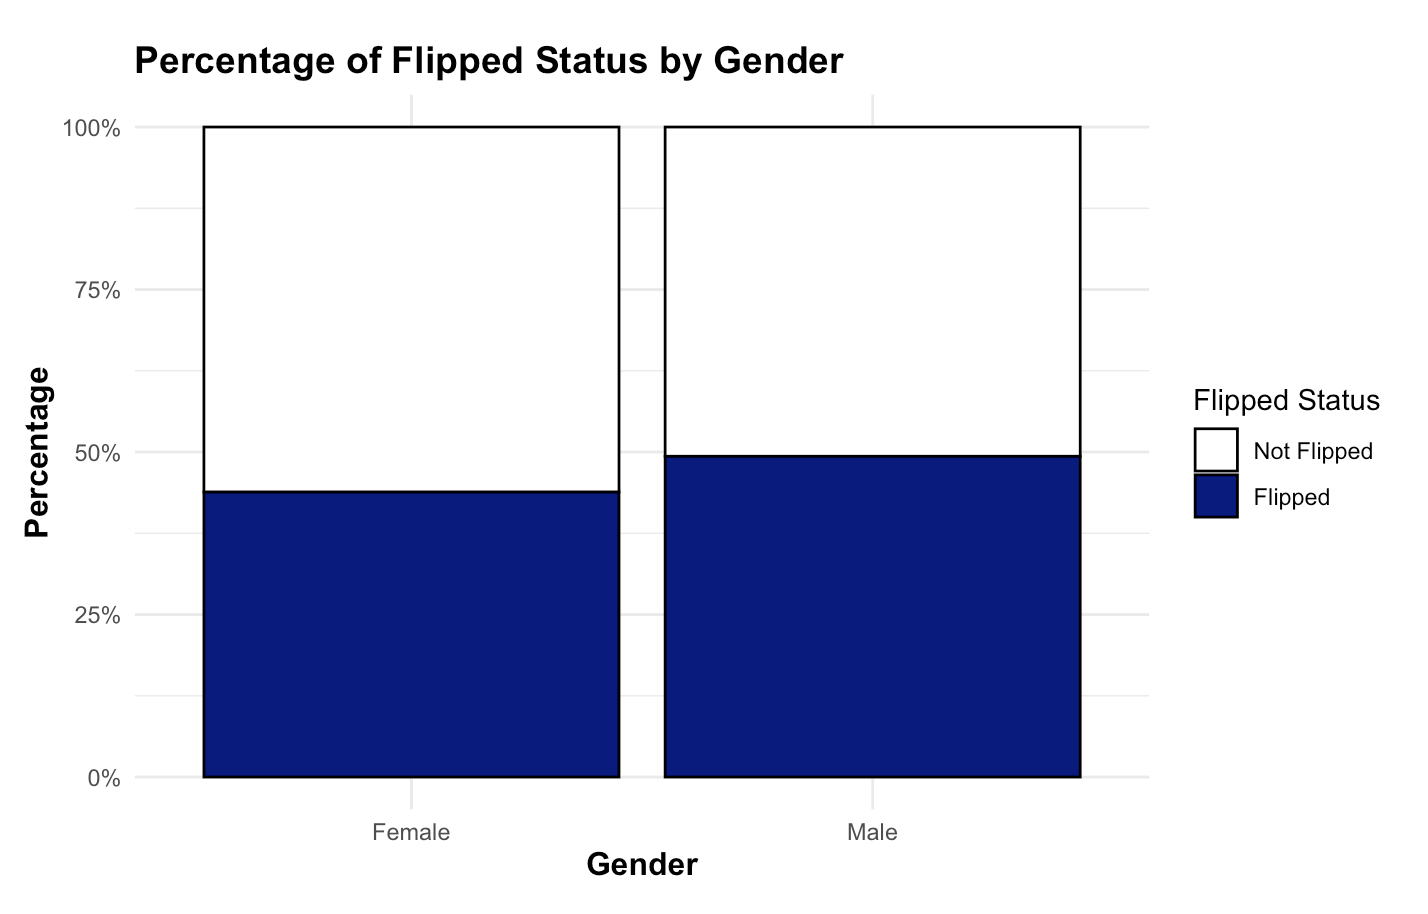 Percentage of Flipped Status by Gender
Percentage
100%
75%
50%
25%
0%
Female
Male
Gender
Flipped Status
Not Flipped
Flipped